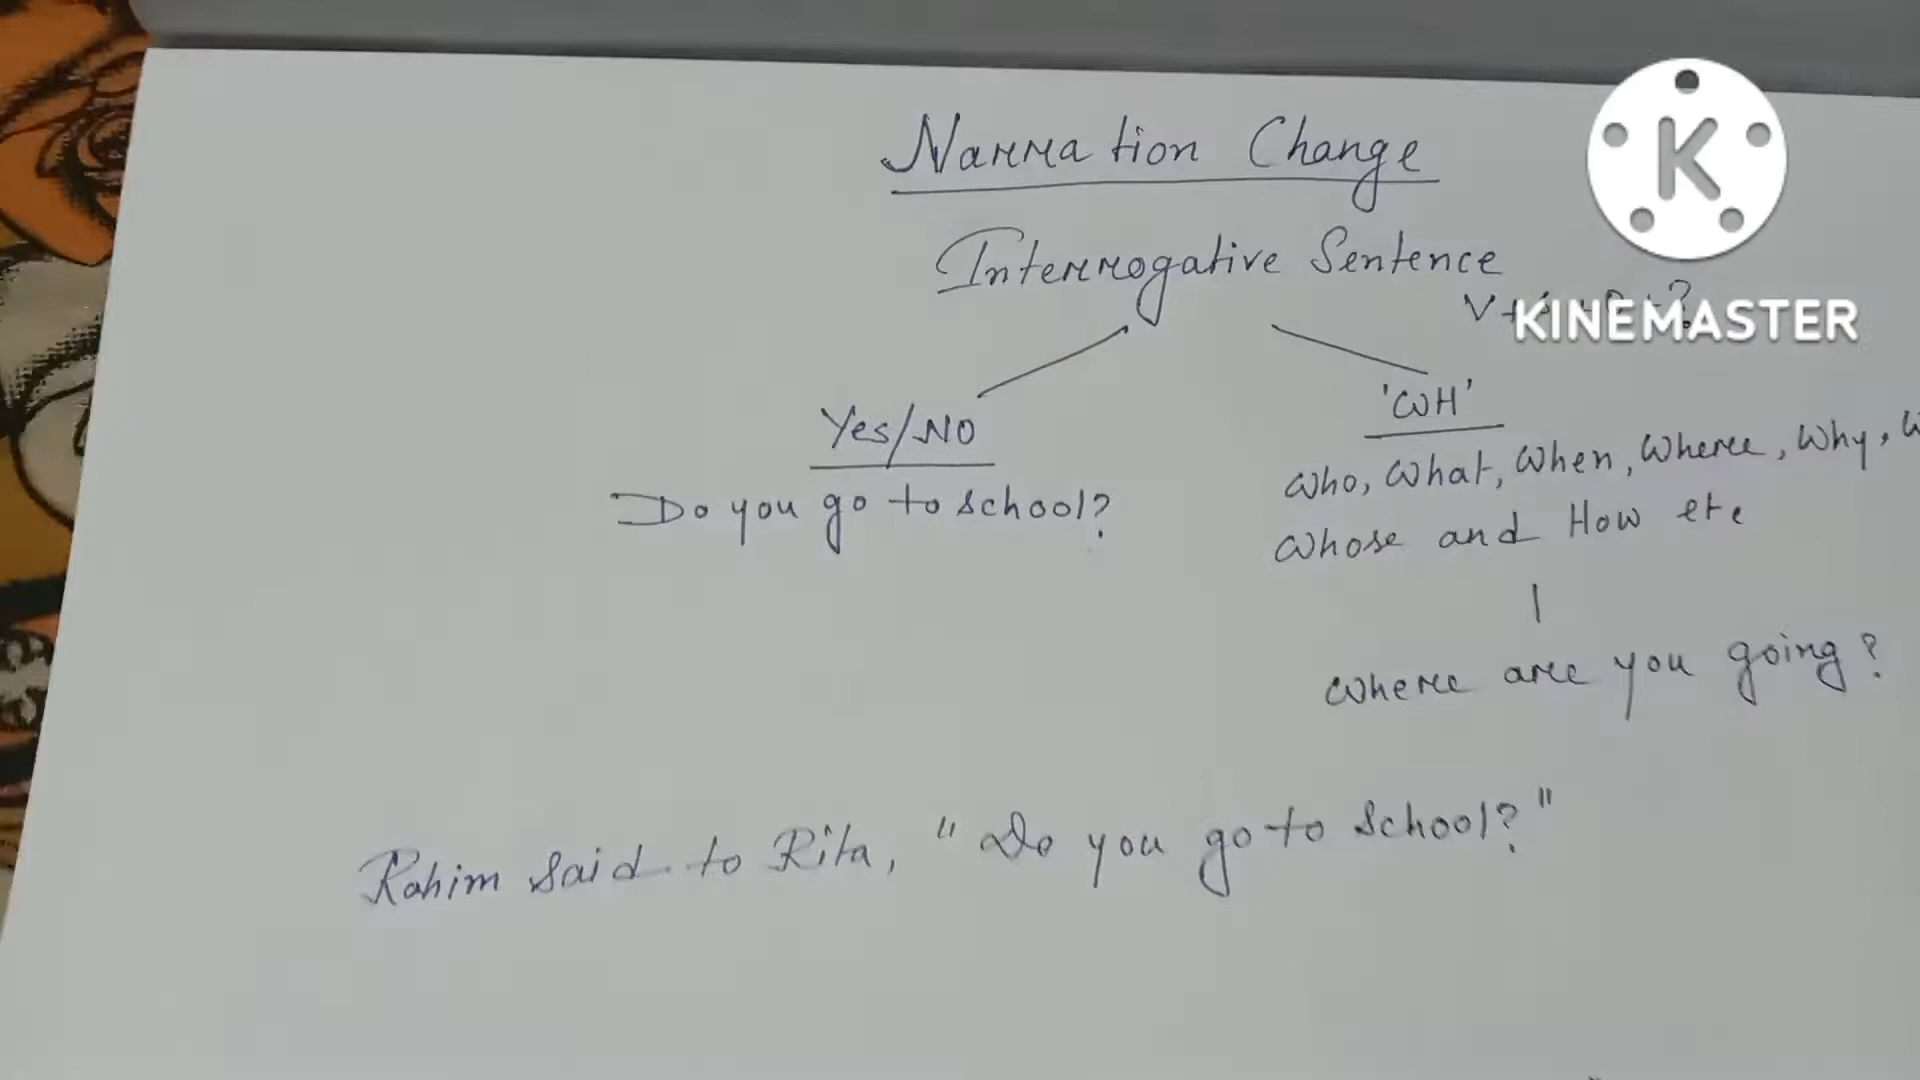 Narration Change
Interrogative Sentence
KINEMASTER
Yes/NO
'WH'
Do you go to school?
Who, What, When, Where, Why,
Whose and How etc
Where are you going?
Rahim said to Rita, "Do you go to school?"